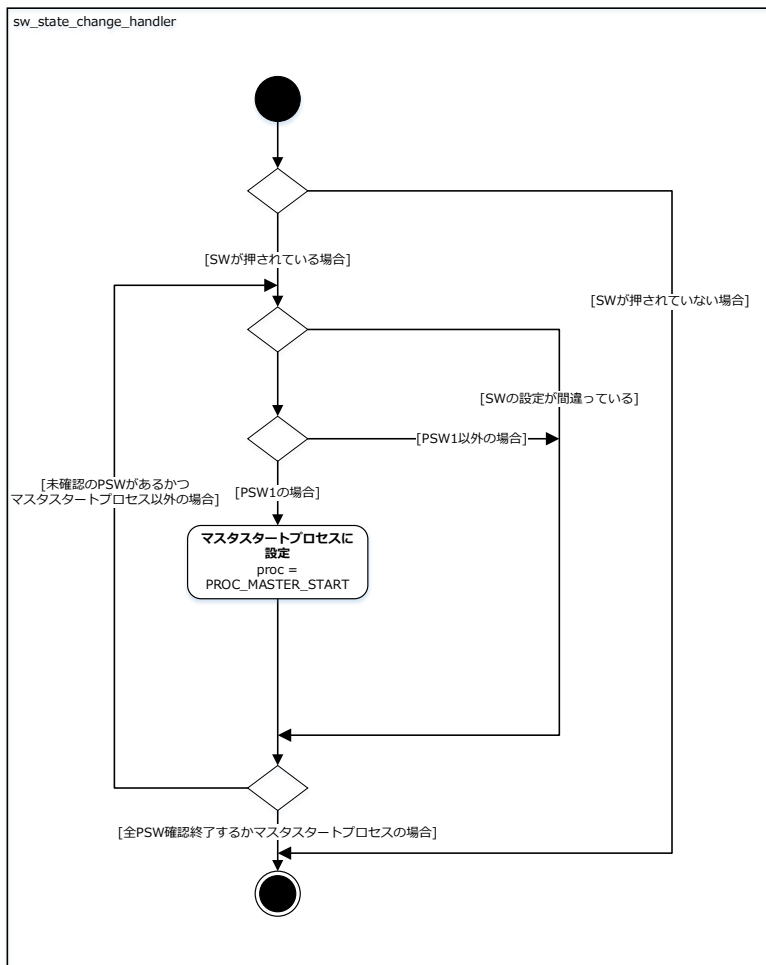 sw_state_change_handler
[SWが押されている場合]
[SWが押されていない場合]
[SWの設定が間違っている]
[PSW1以外の場合]
[未確認のPSWがあるかつ
マスタスタートプロセス以外の場合]
[PSW1の場合]
マスタスタートプロセスに
設定
proc =
PROC_MASTER_START
[全PSW確認終了するかマスタスタートプロセスの場合]